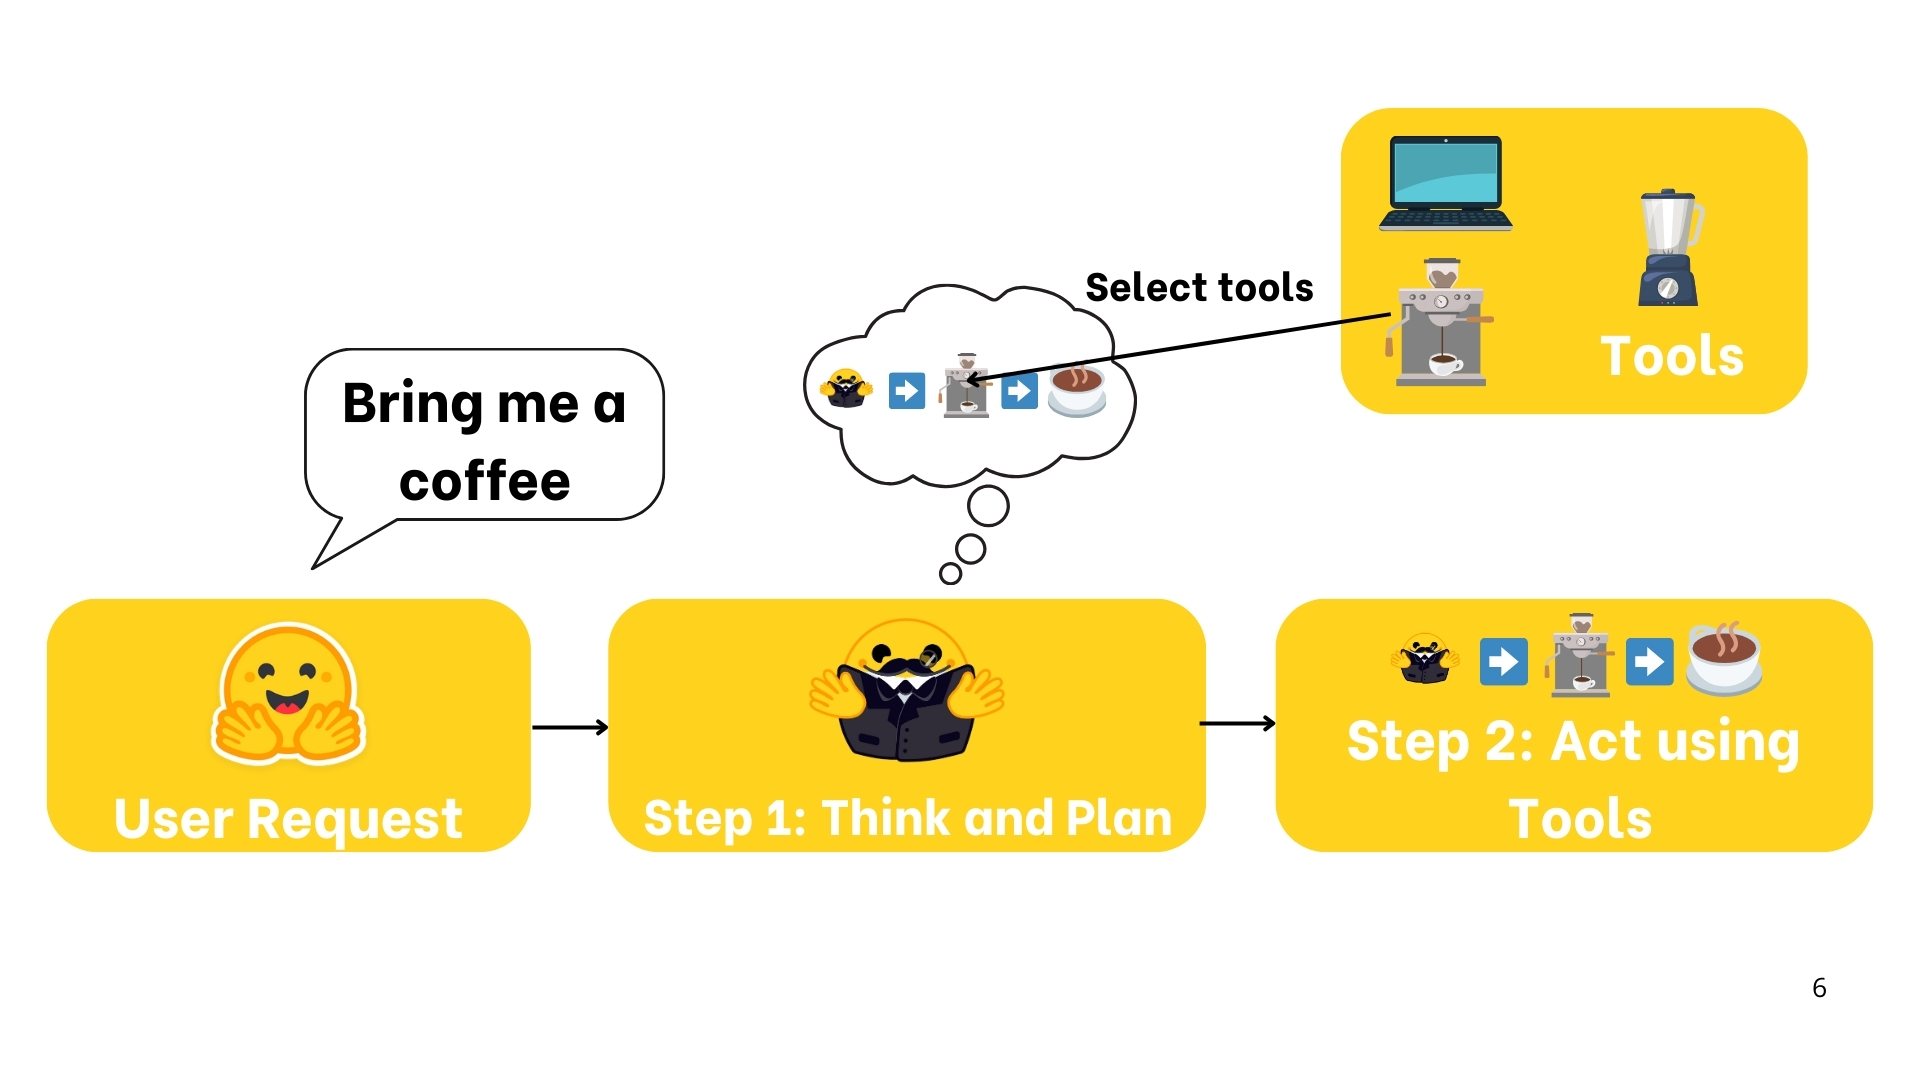 Tools
Select tools
Bring me a
coffee
User Request
Step 1: Think and Plan
Step 2: Act using
Tools
6